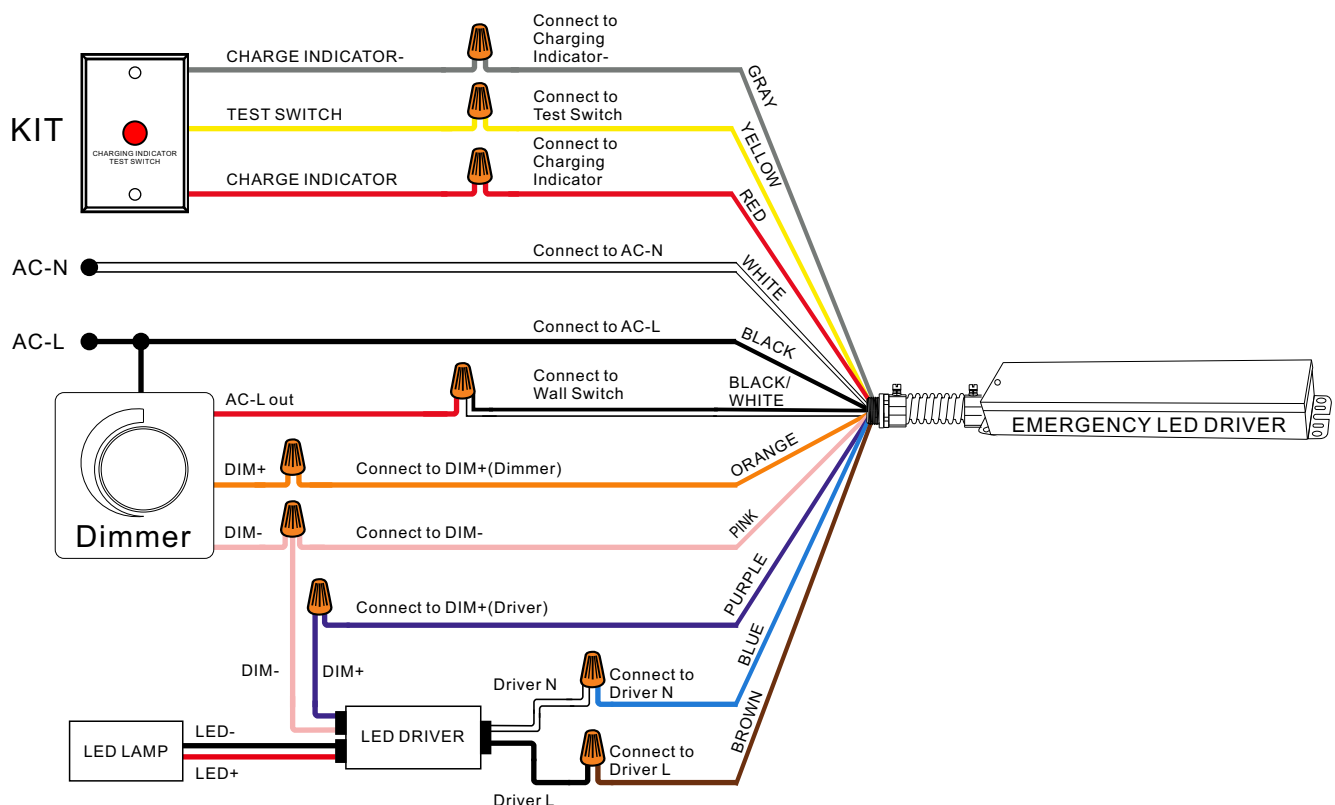 KIT
CHARGING INDICATOR
TEST SWITCH
CHARGE INDICATOR-
Connect to
Charging
Indicator-
GRAY
TEST SWITCH
Connect to
Test Switch
YELLOW
CHARGE INDICATOR
Connect to
Charging
Indicator
RED
AC-N
Connect to AC-N
WHITE
AC-L
Connect to AC-L
BLACK
AC-L out
Connect to
Wall Switch
BLACK/
WHITE
EMERGENCY LED DRIVER
Dimmer
DIM+
Connect to DIM+(Dimmer)
ORANGE
DIM-
Connect to DIM-
PINK
Connect to DIM+(Driver)
PURPLE
DIM-
DIM+
Driver N
Connect to
Driver N
BLUE
LED LAMP
LED-
LED+
LED DRIVER
Driver L
Connect to
Driver L
BROWN